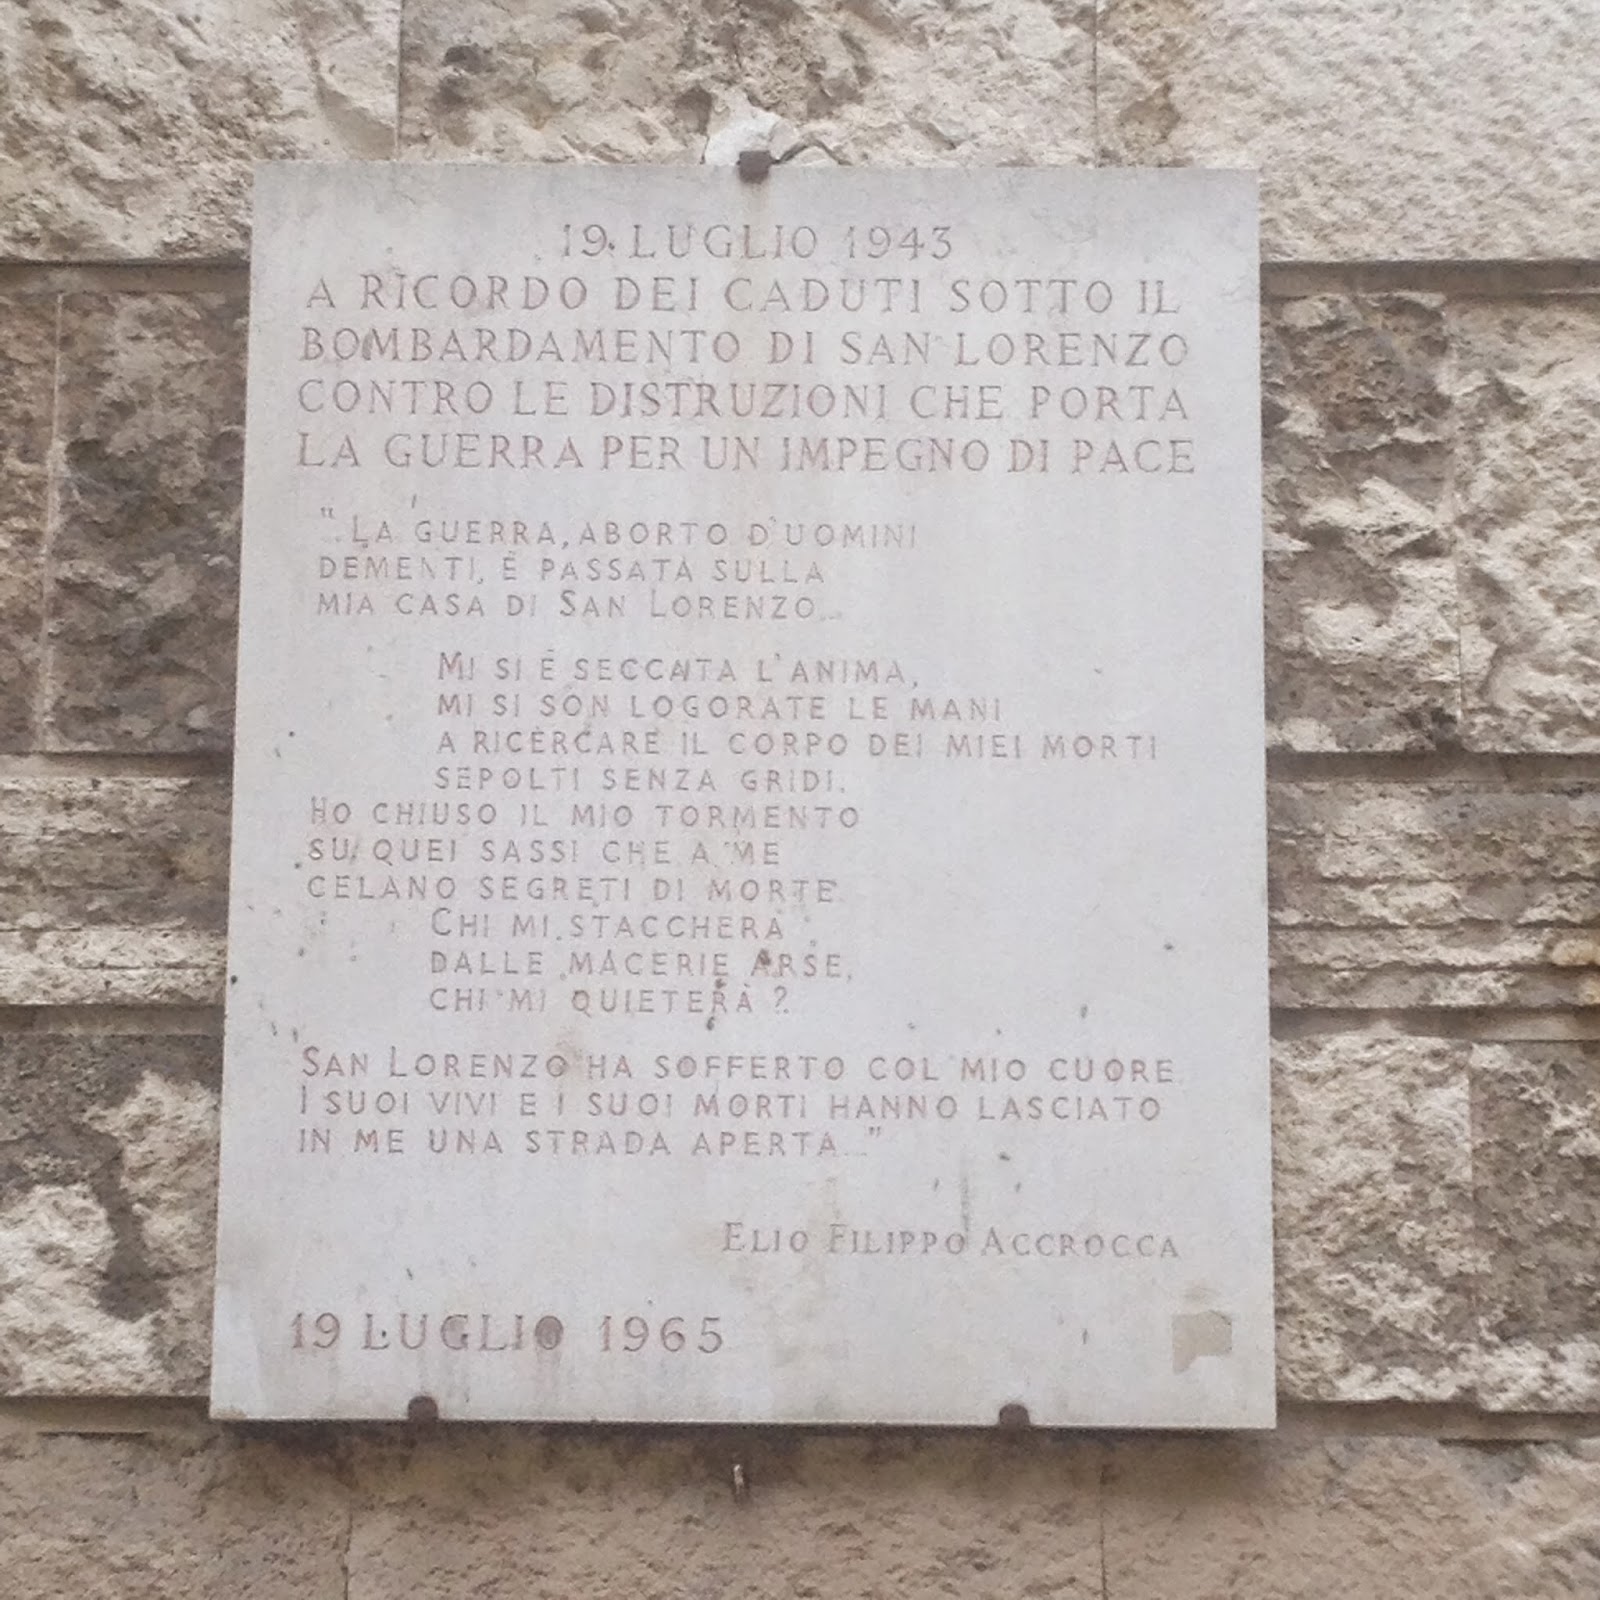 19 LUGLIO 1943
A RICORDO DEI CADUTI SOTTO IL
BOMBARDAMENTO DI SAN LORENZO
CONTRO LE DISTRUZIONI CHE PORTA
LA GUERRA PER UN IMPEGNO DI PACE
"..LA GUERRA, ABORTO D'UOMINI
DEMENTI, È PASSATA SULLA
MIA CASA DI SAN LORENZO...
MI SI È SECCATA L'ANIMA,
MI SI SON LOGORATE LE MANI
A RICERCARE IL CORPO DEI MIEI MORTI
SEPOLTI SENZA GRIDI.
HO CHIUSO IL MIO TORMENTO
SU QUEI SASSI CHE A ME
CELANO SEGRETI DI MORTE.
CHI MI STACCHERÀ
DALLE MACERIE ARSE,
CHI MI QUIETERÀ?
SAN LORENZO HA SOFFERTO COL MIO CUORE
I SUOI VIVI E I SUOI MORTI HANNO LASCIATO
IN ME UNA STRADA APERTA..."
ELIO FILIPPO ACCROCCA
19 LUGLIO 1965